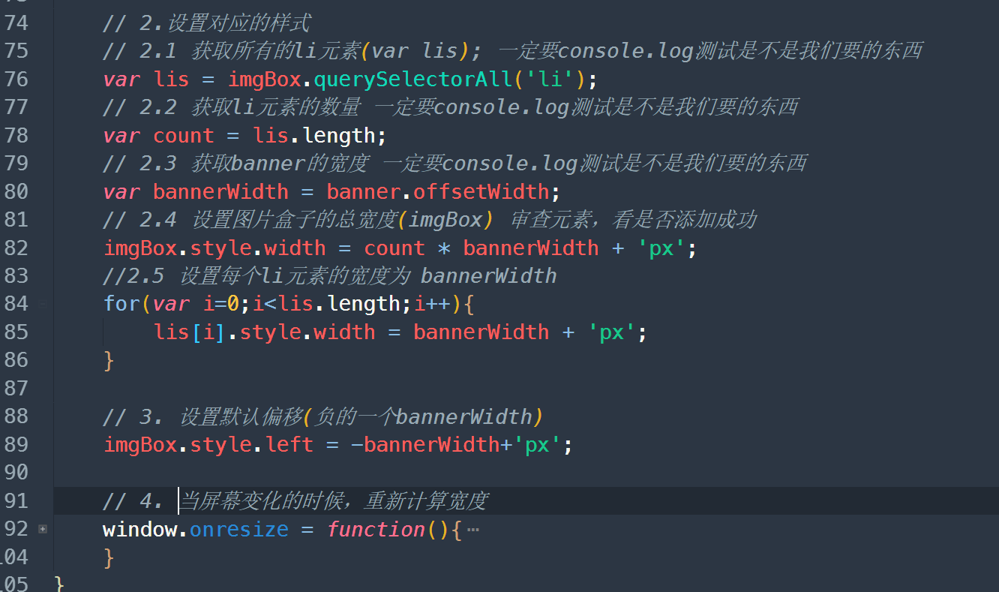 74 // 2.设置对应的样式
75 // 2.1 获取所有的li元素(var lis); 一定要console.log测试是不是我们要的东西
76 var lis = imgBox.querySelectorAll('li');
77 // 2.2 获取li元素的数量 一定要console.log测试是不是我们要的东西
78 var count = lis.length;
79 // 2.3 获取banner的宽度 一定要console.log测试是不是我们要的东西
80 var bannerWidth = banner.offsetWidth;
81 // 2.4 设置图片盒子的总宽度(imgBox) 审查元素，看是否添加成功
82 imgBox.style.width = count * bannerWidth + 'px';
83 //2.5 设置每个li元素的宽度为 bannerWidth
84 for(var i=0;i<lis.length;i++){
85 lis[i].style.width = bannerWidth + 'px';
86 }
87
88 // 3. 设置默认偏移(负的一个bannerWidth)
89 imgBox.style.left = -bannerWidth+'px';
90
91 // 4. 当屏幕变化的时候，重新计算宽度
92 window.onresize = function(){ ⋯
104 }
105 }